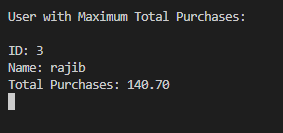 User with Maximum Total Purchases:
ID: 3
Name: rajib
Total Purchases: 140.70